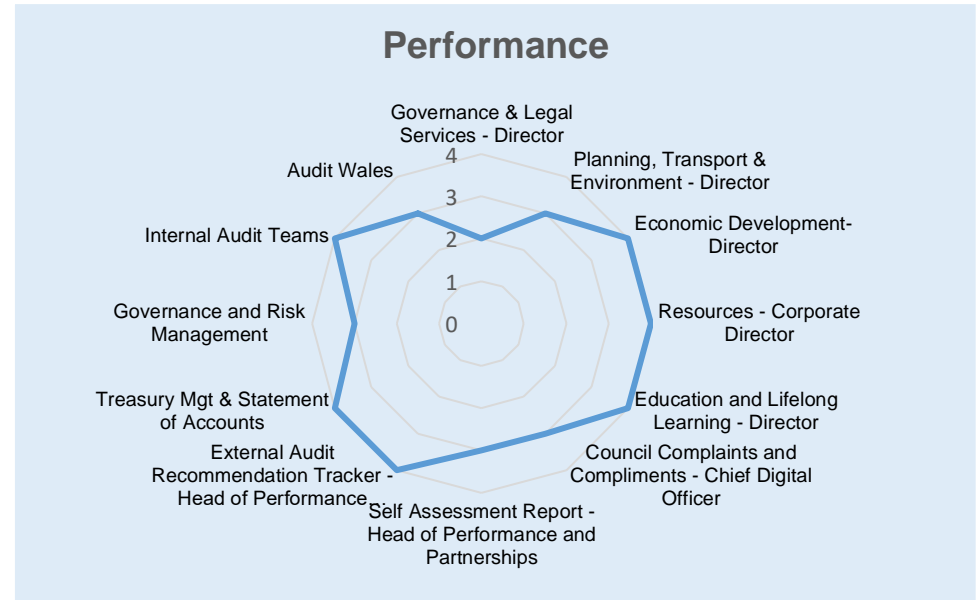 Performance
Governance & Legal
Services - Director
Planning, Transport &
Environment - Director
Economic Development-
Director
Resources - Corporate
Director
Education and Lifelong
Learning - Director
Council Complaints and
Compliments - Chief Digital
Officer
Self Assessment Report -
Head of Performance and
Partnerships
External Audit
Recommendation Tracker -
Head of Performance…
Treasury Mgt & Statement
of Accounts
Governance and Risk
Management
Internal Audit Teams
Audit Wales
4
3
2
1
0